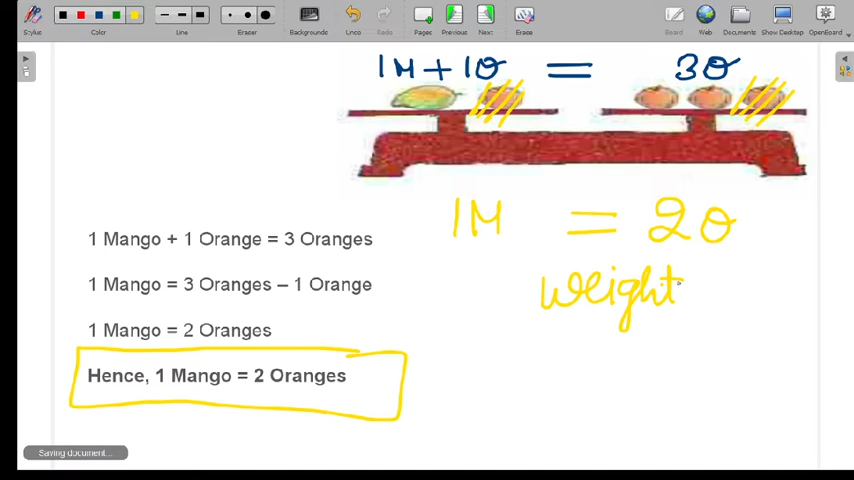 Stylus
Color
Line
Eraser
Backgrounds
Undo
Redo
Pages
Previous
Next
Erase
Board
Web
Documents
Show Desktop
OpenBoard
1M + 1O = 3O
1M = 2O
1 Mango + 1 Orange = 3 Oranges
1 Mango = 3 Oranges – 1 Orange
weight
1 Mango = 2 Oranges
Hence, 1 Mango = 2 Oranges
Saving document...